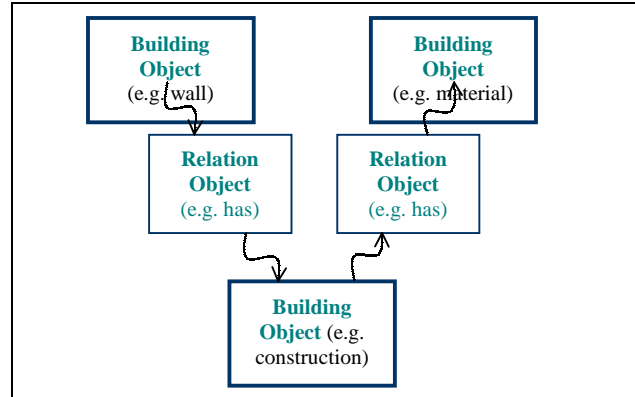 Building
Object
(e.g. wall)
Building
Object
(e.g. material)
Relation
Object
(e.g. has)
Relation
Object
(e.g. has)
Building
Object (e.g.
construction)